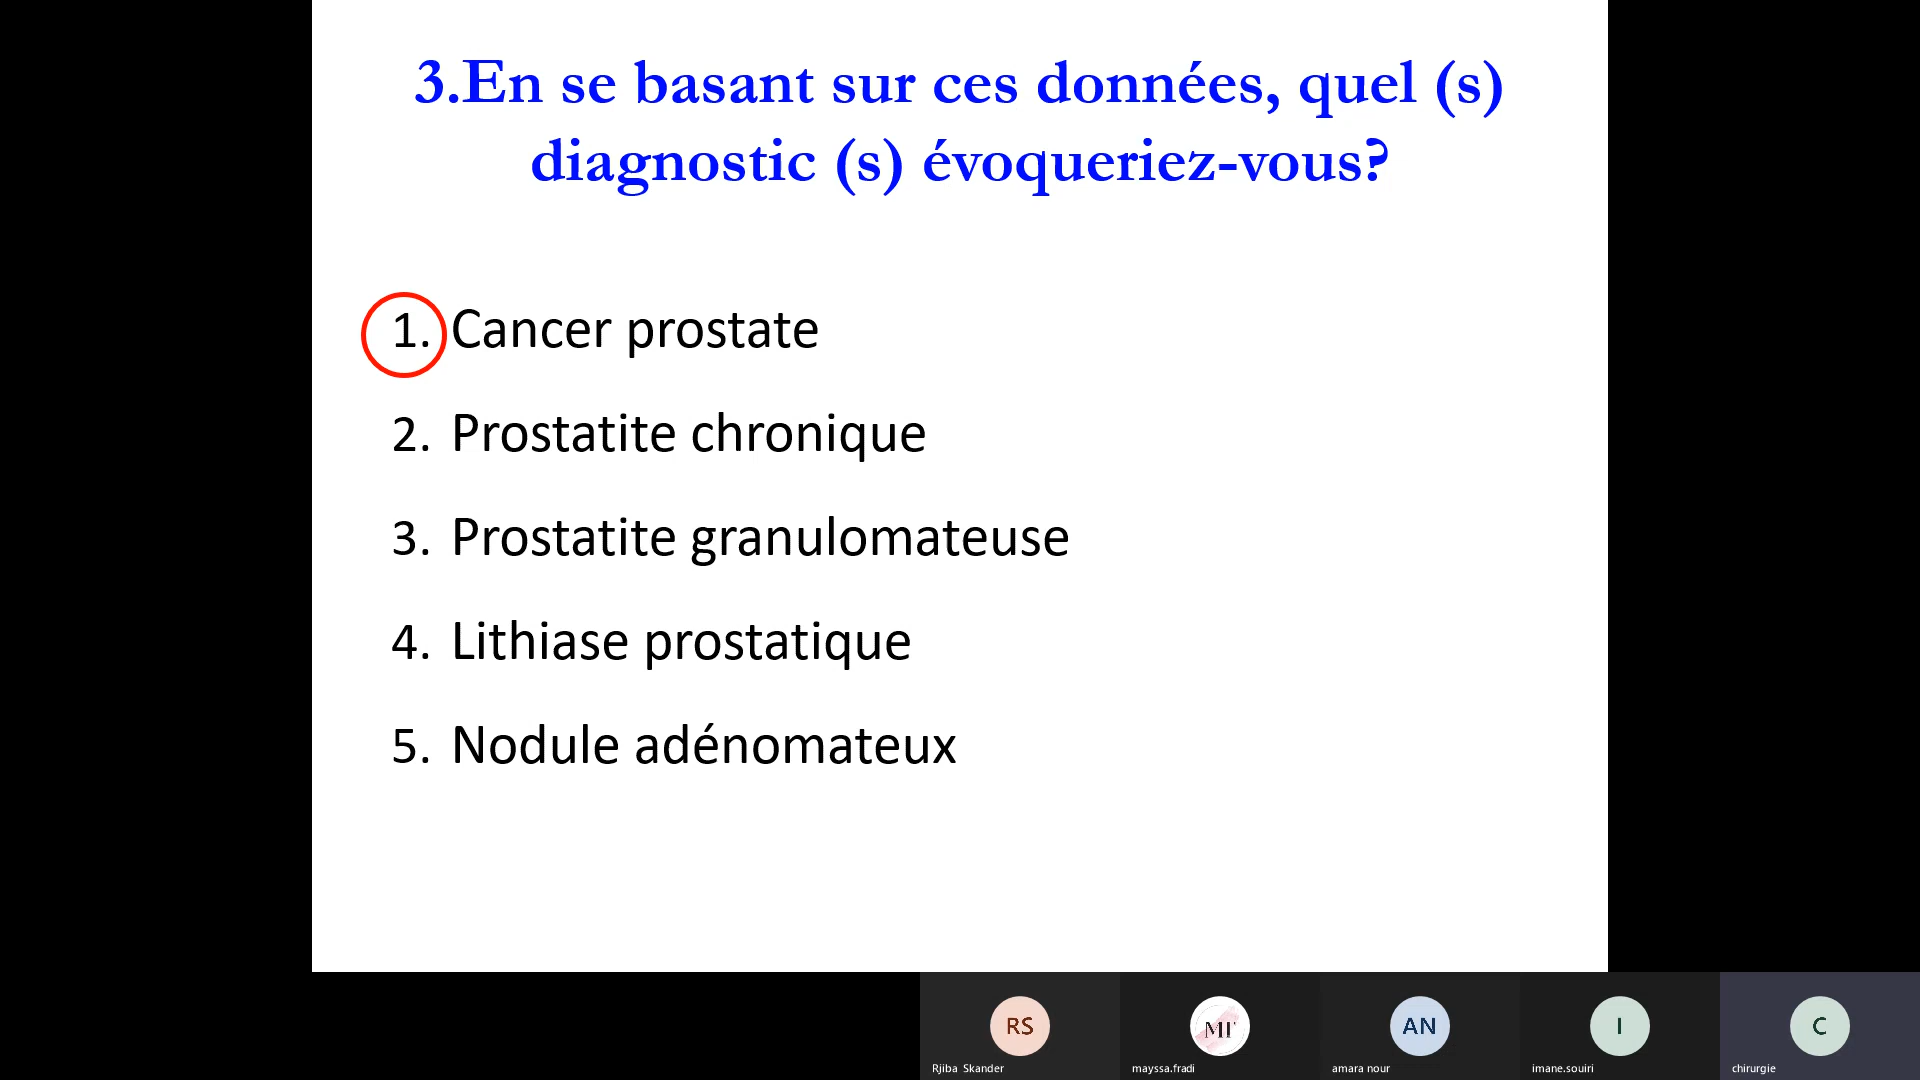 3.En se basant sur ces données, quel (s)
diagnostic (s) évoqueriez-vous?
1. Cancer prostate
2. Prostatite chronique
3. Prostatite granulomateuse
4. Lithiase prostatique
5. Nodule adénomateux
RS
MF
AN
I
C
Rjiba Skander
mayssa.fradi
amara nour
imane.souiri
chirurgie